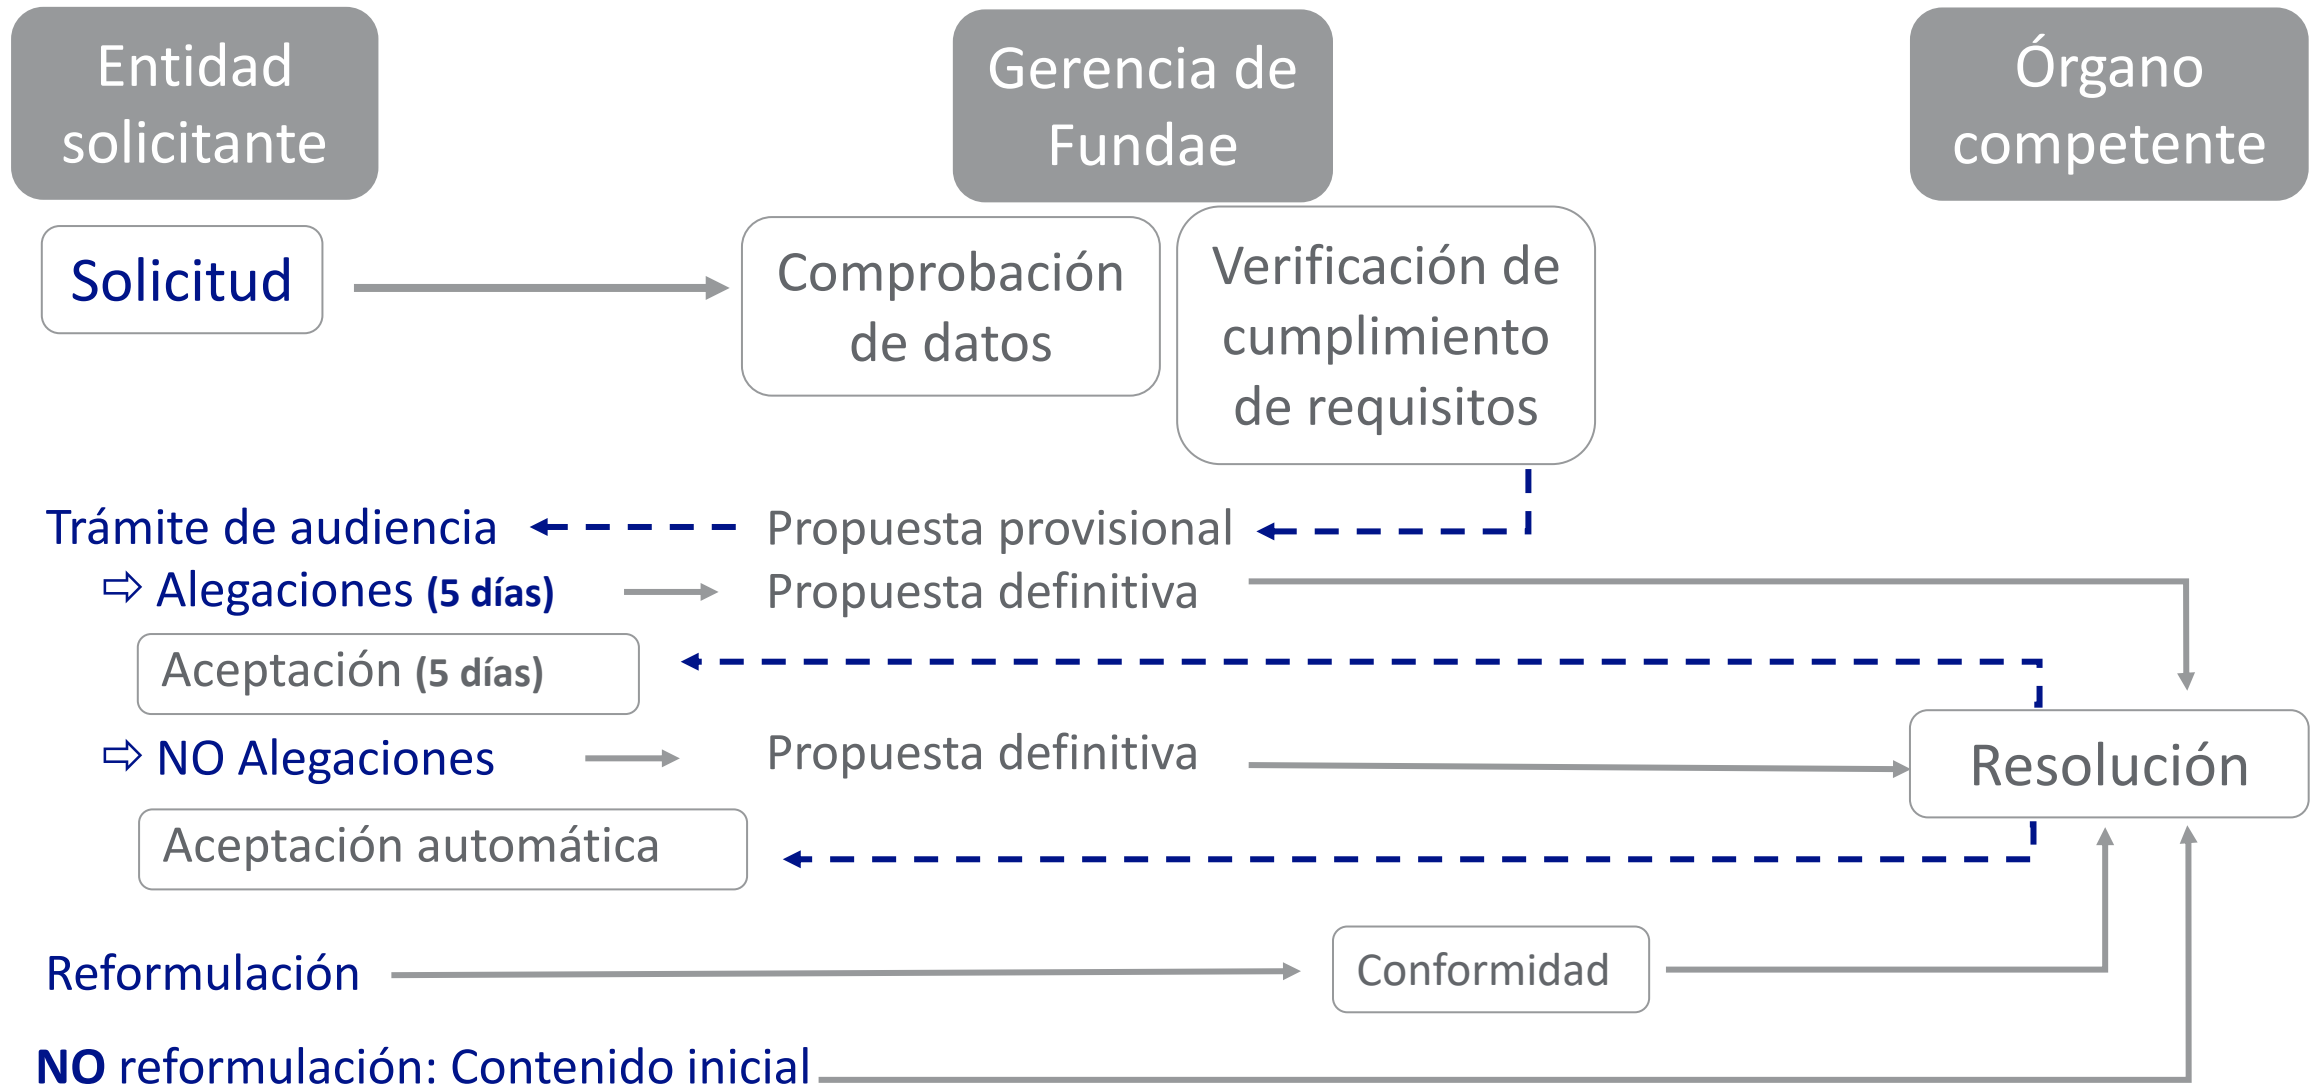 Entidad
solicitante
Gerencia de
Fundae
Órgano
competente
Solicitud
Comprobación
de datos
Verificación de
cumplimiento
de requisitos
Trámite de audiencia
Propuesta provisional
⇨ Alegaciones (5 días)
Propuesta definitiva
Aceptación (5 días)
⇨ NO Alegaciones
Propuesta definitiva
Resolución
Aceptación automática
Reformulación
Conformidad
NO reformulación: Contenido inicial